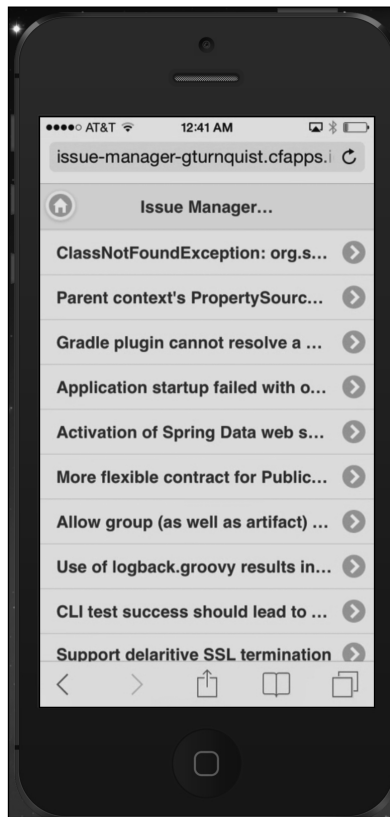 AT&T 12:41 AM
issue-manager-gturnquist.cfapps.i
Issue Manager...
ClassNotFoundException: org.s...
Parent context's PropertySourc...
Gradle plugin cannot resolve a ...
Application startup failed with o...
Activation of Spring Data web s...
More flexible contract for Public...
Allow group (as well as artifact) ...
Use of logback.groovy results in...
CLI test success should lead to ...
Support delaritive SSL termination